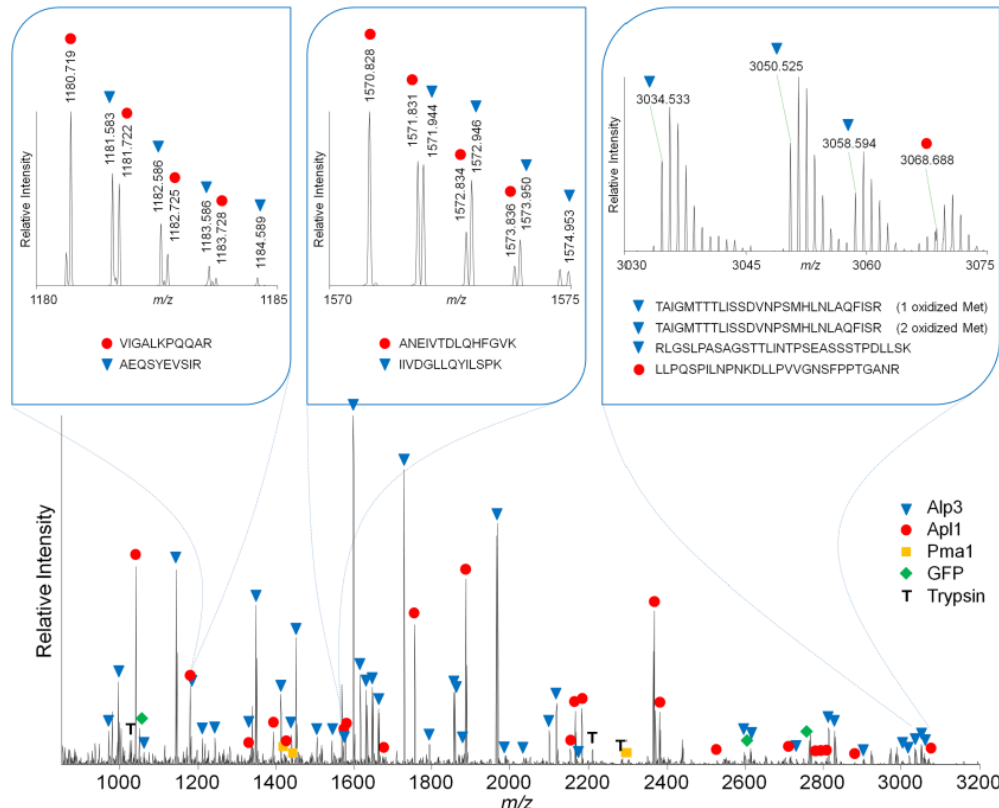 1180.719
1181.583
1181.722
1182.586
1182.725
1183.586
1183.728
1184.589
Relative Intensity
1180 m/z 1185
VIGALKPQQAR
AEQSYEVSIR
1570.828
1571.831
1571.944
1572.834
1572.946
1573.836
1573.950
1574.953
Relative Intensity
1570 m/z 1575
ANEIVTDLQHFGVK
IIVDGLLQYILSPK
3034.533
3050.525
3058.594
3068.688
Relative Intensity
3030 3045 m/z 3060 3075
TAIGMTTTLISSDVNPSMHLNLAQFISR (1 oxidized Met)
TAIGMTTTLISSDVNPSMHLNLAQFISR (2 oxidized Met)
RLGSLPASAGSTTLINTPSEASSSTPDLLSK
LLPQSPILNPNKDLLPVVGNSFPPTGANR
Relative Intensity
Alp3
Apl1
Pma1
GFP
T Trypsin
T
T
T
1000 1200 1400 1600 1800 2000 2200 2400 2600 2800 3000 3200
m/z